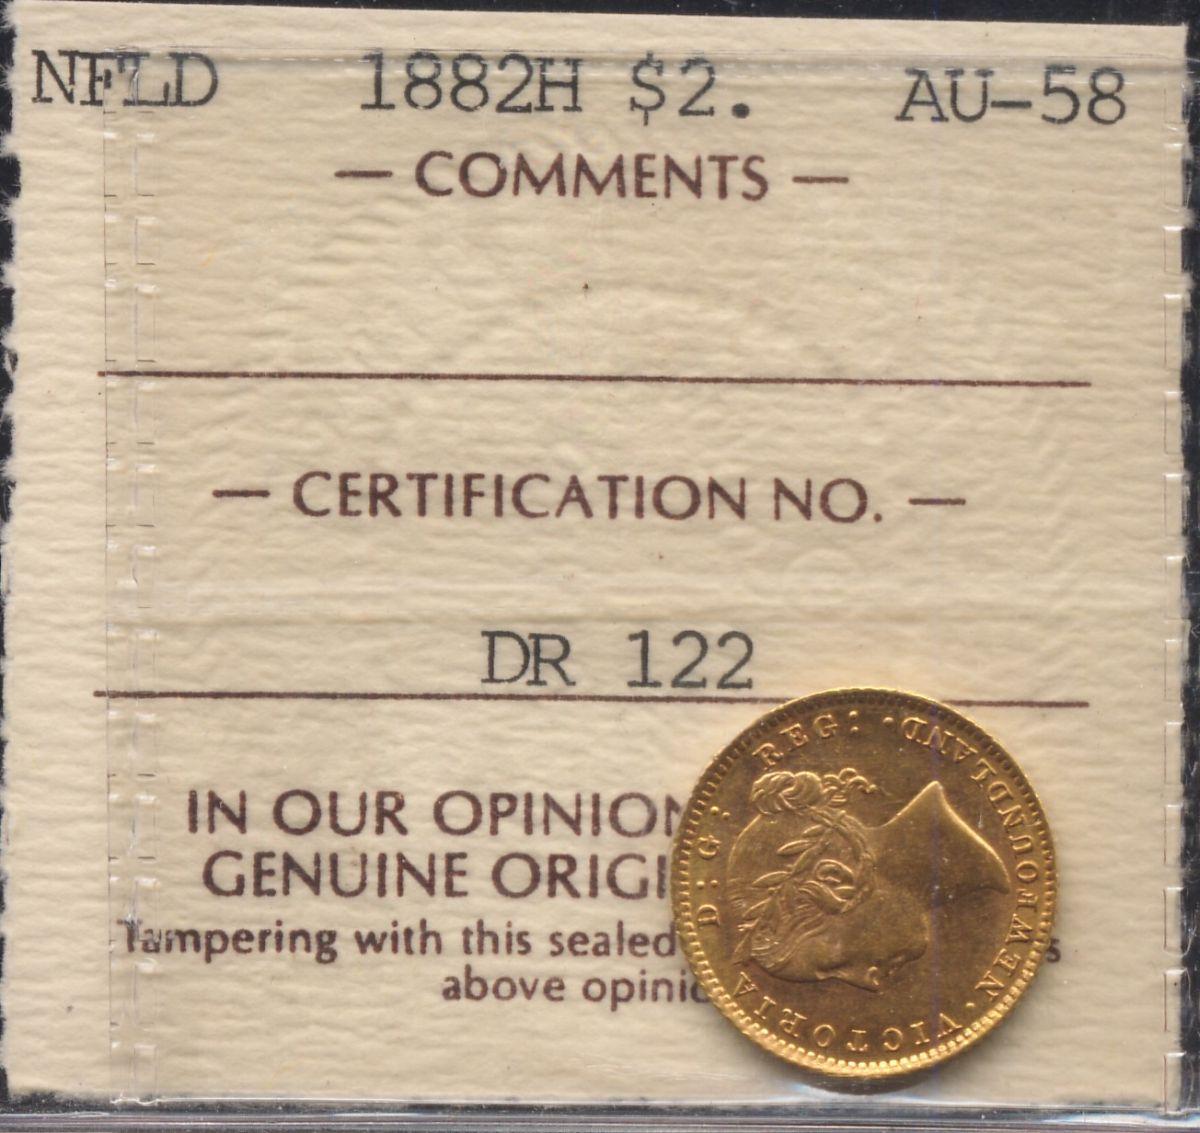 NFLD 1882H $2. AU-58
— COMMENTS —
— CERTIFICATION NO. —
DR 122
IN OUR OPINION
GENUINE ORIGI
Tampering with this sealed s
above opinio
VICTORIA D: G: REG: · NEWFOUNDLAND ·